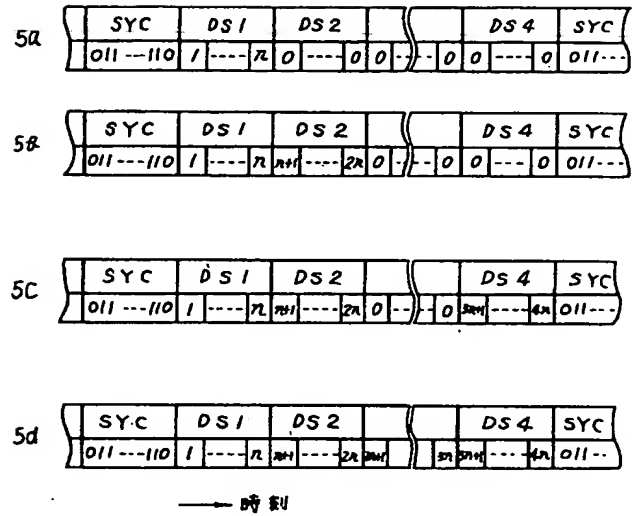 5a
SYC DS1 DS2 DS4 SYC
011---110 1 ---- n 0 ---- 0 0 -- -- 0 0 ---- 0 011---
5b
SYC DS1 DS2 DS4 SYC
011---110 1 ---- n n+1 ---- 2n 0 -- -- 0 0 --- 0 011---
5c
SYC DS1 DS2 DS4 SYC
011---110 1 ---- n n+1 ---- 2n 0 -- -- 0 3n+1 ---- 4n 011---
5d
SYC DS1 DS2 DS4 SYC
011---110 1 ---- n n+1 ---- 2n 2n+1 -- -- 3n 3n+1 ---- 4n 011--
→ 時刻